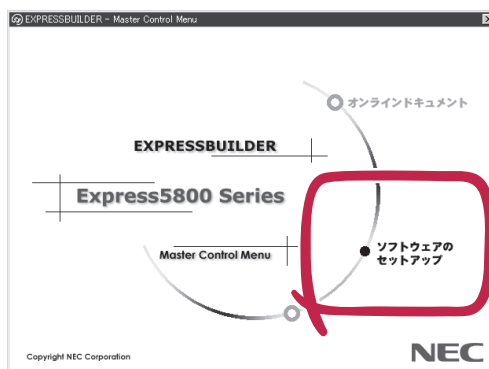 EXPRESSBUILDER - Master Control Menu
オンラインドキュメント
EXPRESSBUILDER
Express5800 Series
Master Control Menu
ソフトウェアの
セットアップ
Copyright NEC Corporation
NEC